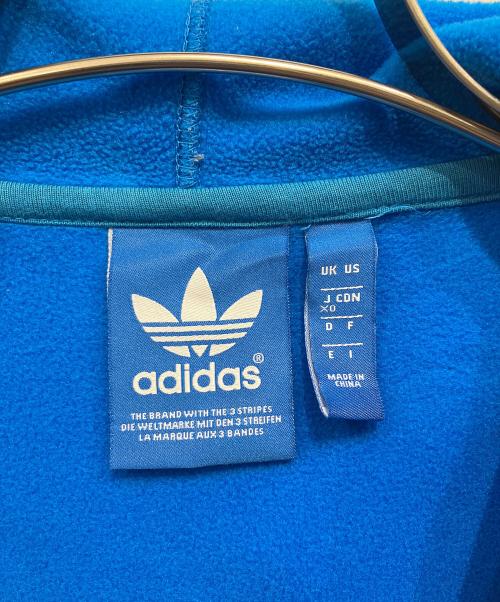 adidas®
THE BRAND WITH THE 3 STRIPES
DIE WELTMARKE MIT DEN 3 STREIFEN
LA MARQUE AUX 3 BANDES
UK US
J CDN
XO
D F
E I
MADE IN
CHINA